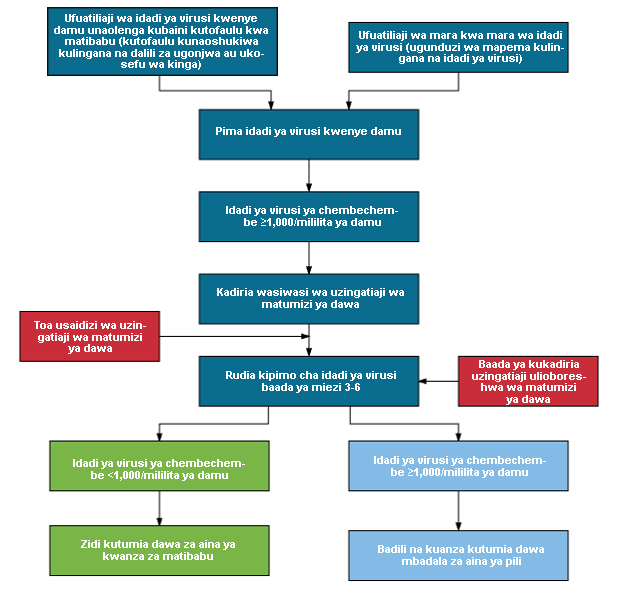 Ufuatiliaji wa idadi ya virusi kwenye
damu unaolenga kubaini kutofaulu kwa
matibabu (kutofaulu kunaoshukiwa
kulingana na dalili za ugonjwa au uko-
sefu wa kinga)
Ufuatiliaji wa mara kwa mara wa idadi
ya virusi (ugunduzi wa mapema kulin-
gana na idadi ya virusi)
Pima idadi ya virusi kwenye damu
Idadi ya virusi ya chembechem-
be ≥1,000/mililita ya damu
Kadiria wasiwasi wa uzingatiaji wa
matumizi ya dawa
Toa usaidizi wa uzin-
gatiaji wa matumizi
ya dawa
Rudia kipimo cha idadi ya virusi
baada ya miezi 3-6
Baada ya kukadiria
uzingatiaji uliobores-
hwa wa matumizi
ya dawa
Idadi ya virusi ya chembechem-
be <1,000/mililita ya damu
Idadi ya virusi ya chembechem-
be ≥1,000/mililita ya damu
Zidi kutumia dawa za aina ya
kwanza za matibabu
Badili na kuanza kutumia dawa
mbadala za aina ya pili